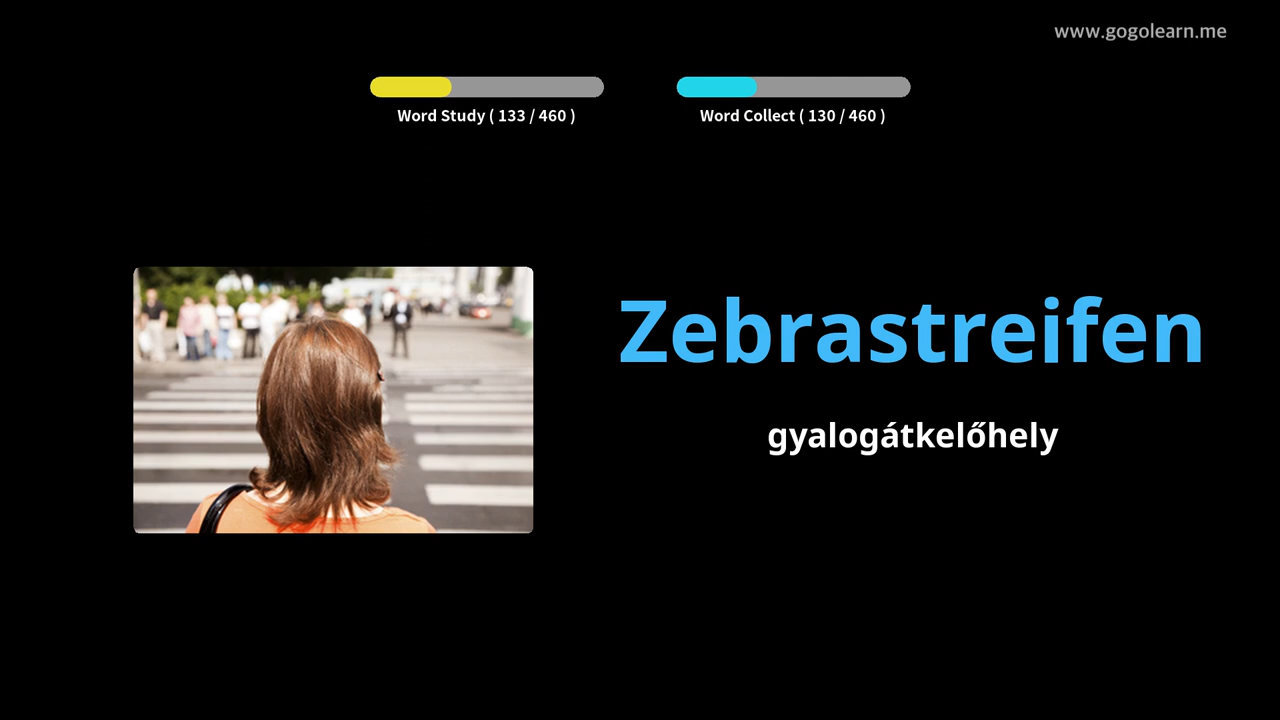 www.gogolearn.me
Word Study ( 133 / 460 )
Word Collect ( 130 / 460 )
Zebrastreifen
gyalogátkelőhely